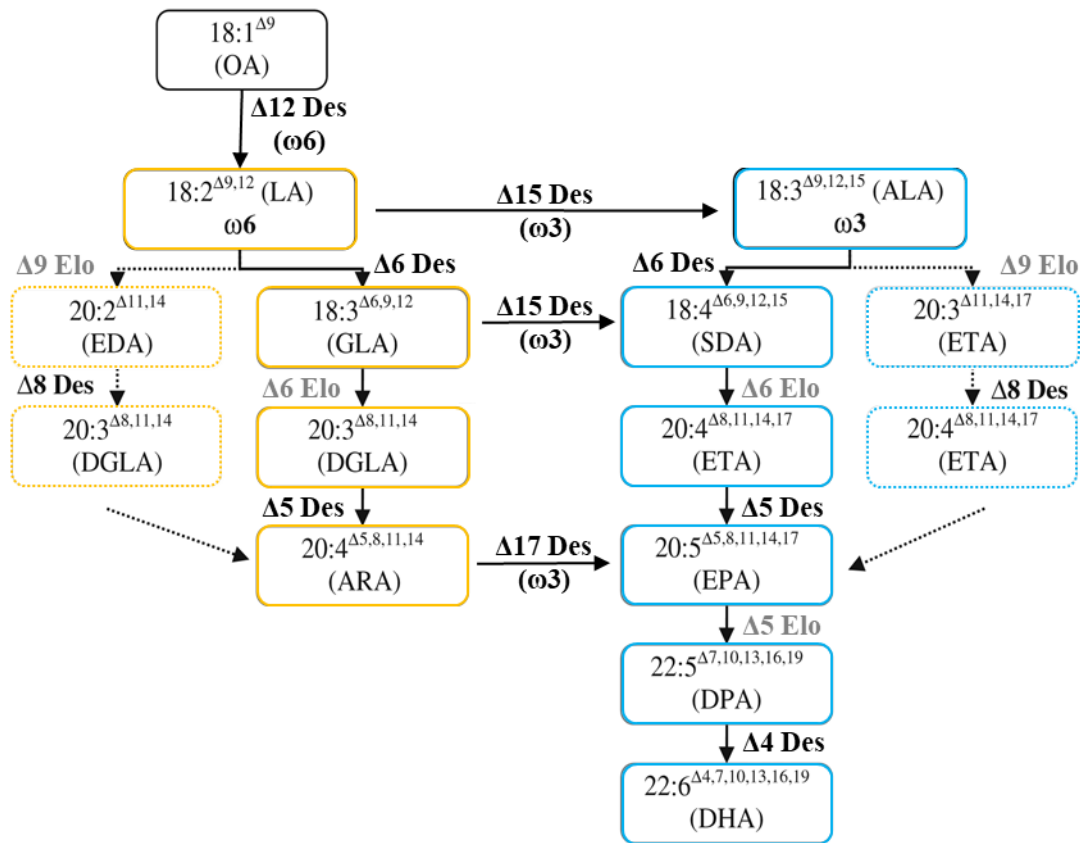 18:1Δ9
(OA)
Δ12 Des
(ω6)
18:2Δ9,12 (LA)
ω6
Δ15 Des
(ω3)
18:3Δ9,12,15 (ALA)
ω3
Δ9 Elo
Δ6 Des
Δ6 Des
Δ9 Elo
20:2Δ11,14
(EDA)
18:3Δ6,9,12
(GLA)
Δ15 Des
(ω3)
18:4Δ6,9,12,15
(SDA)
20:3Δ11,14,17
(ETA)
Δ8 Des
Δ6 Elo
Δ6 Elo
Δ8 Des
20:3Δ8,11,14
(DGLA)
20:3Δ8,11,14
(DGLA)
20:4Δ8,11,14,17
(ETA)
20:4Δ8,11,14,17
(ETA)
Δ5 Des
Δ5 Des
20:4Δ5,8,11,14
(ARA)
Δ17 Des
(ω3)
20:5Δ5,8,11,14,17
(EPA)
Δ5 Elo
22:5Δ7,10,13,16,19
(DPA)
Δ4 Des
22:6Δ4,7,10,13,16,19
(DHA)